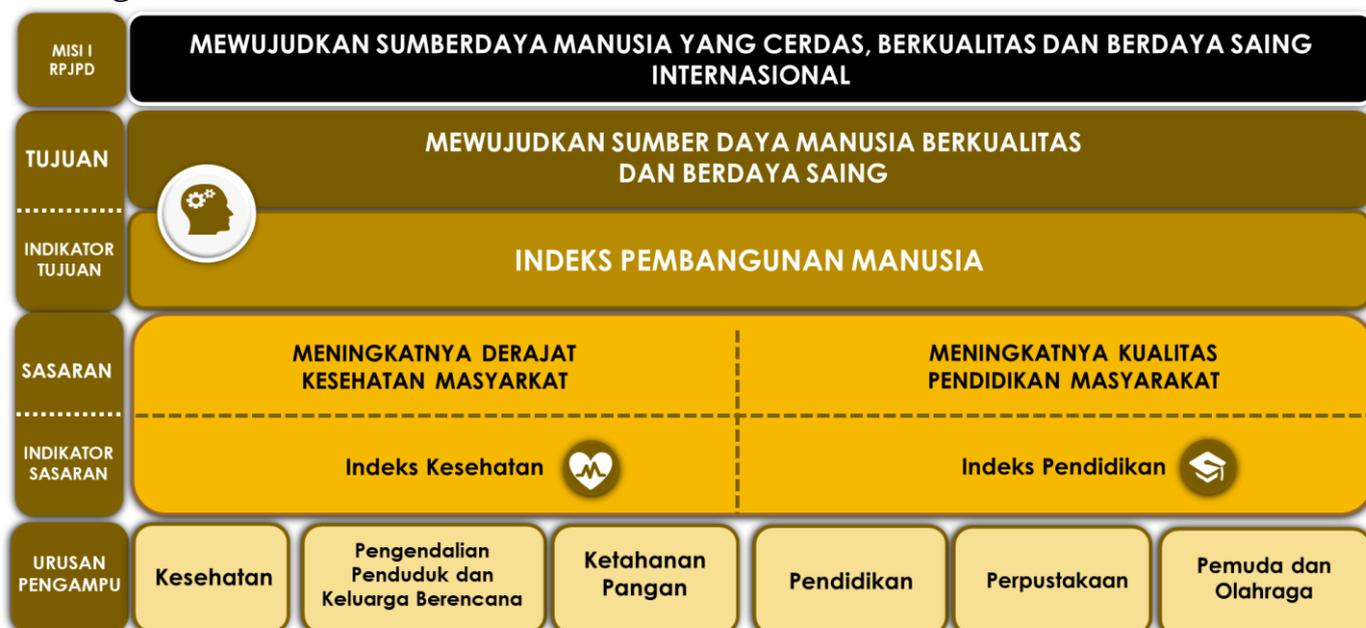 MISI I
RPJPD
MEWUJUDKAN SUMBERDAYA MANUSIA YANG CERDAS, BERKUALITAS DAN BERDAYA SAING
INTERNASIONAL
TUJUAN
MEWUJUDKAN SUMBER DAYA MANUSIA BERKUALITAS
DAN BERDAYA SAING
INDIKATOR
TUJUAN
INDEKS PEMBANGUNAN MANUSIA
SASARAN
MENINGKATNYA DERAJAT
KESEHATAN MASYARKAT
MENINGKATNYA KUALITAS
PENDIDIKAN MASYARAKAT
INDIKATOR
SASARAN
Indeks Kesehatan
Indeks Pendidikan
URUSAN
PENGAMPU
Kesehatan
Pengendalian
Penduduk dan
Keluarga Berencana
Ketahanan
Pangan
Pendidikan
Perpustakaan
Pemuda dan
Olahraga